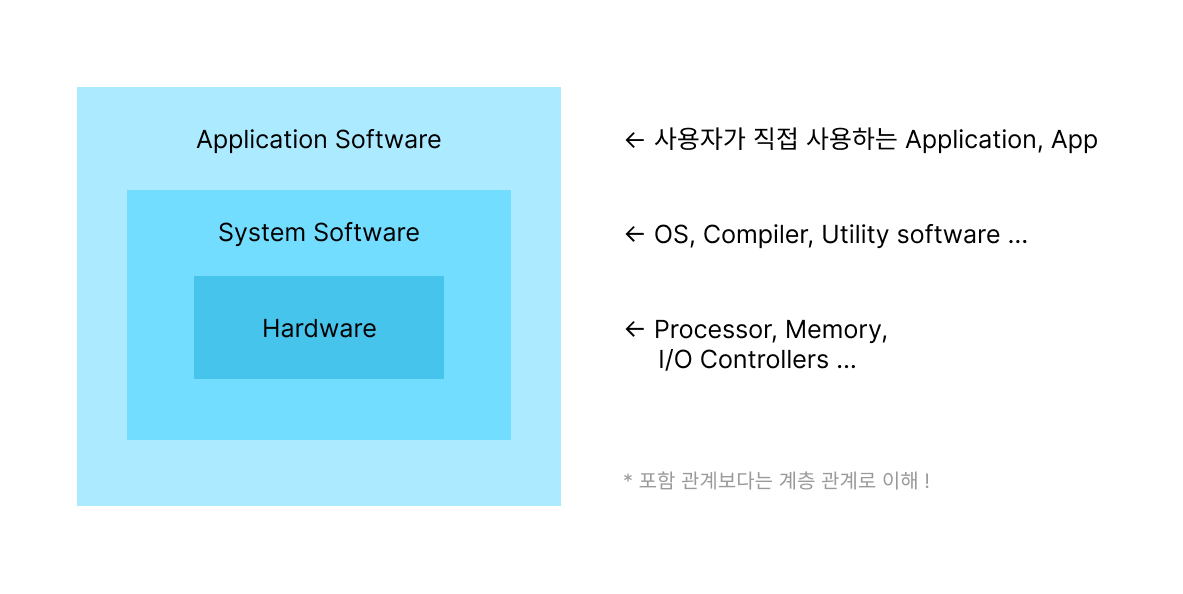 Application Software
← 사용자가 직접 사용하는 Application, App
System Software
← OS, Compiler, Utility software ...
Hardware
← Processor, Memory,
I/O Controllers ...
* 포함 관계보다는 계층 관계로 이해 !